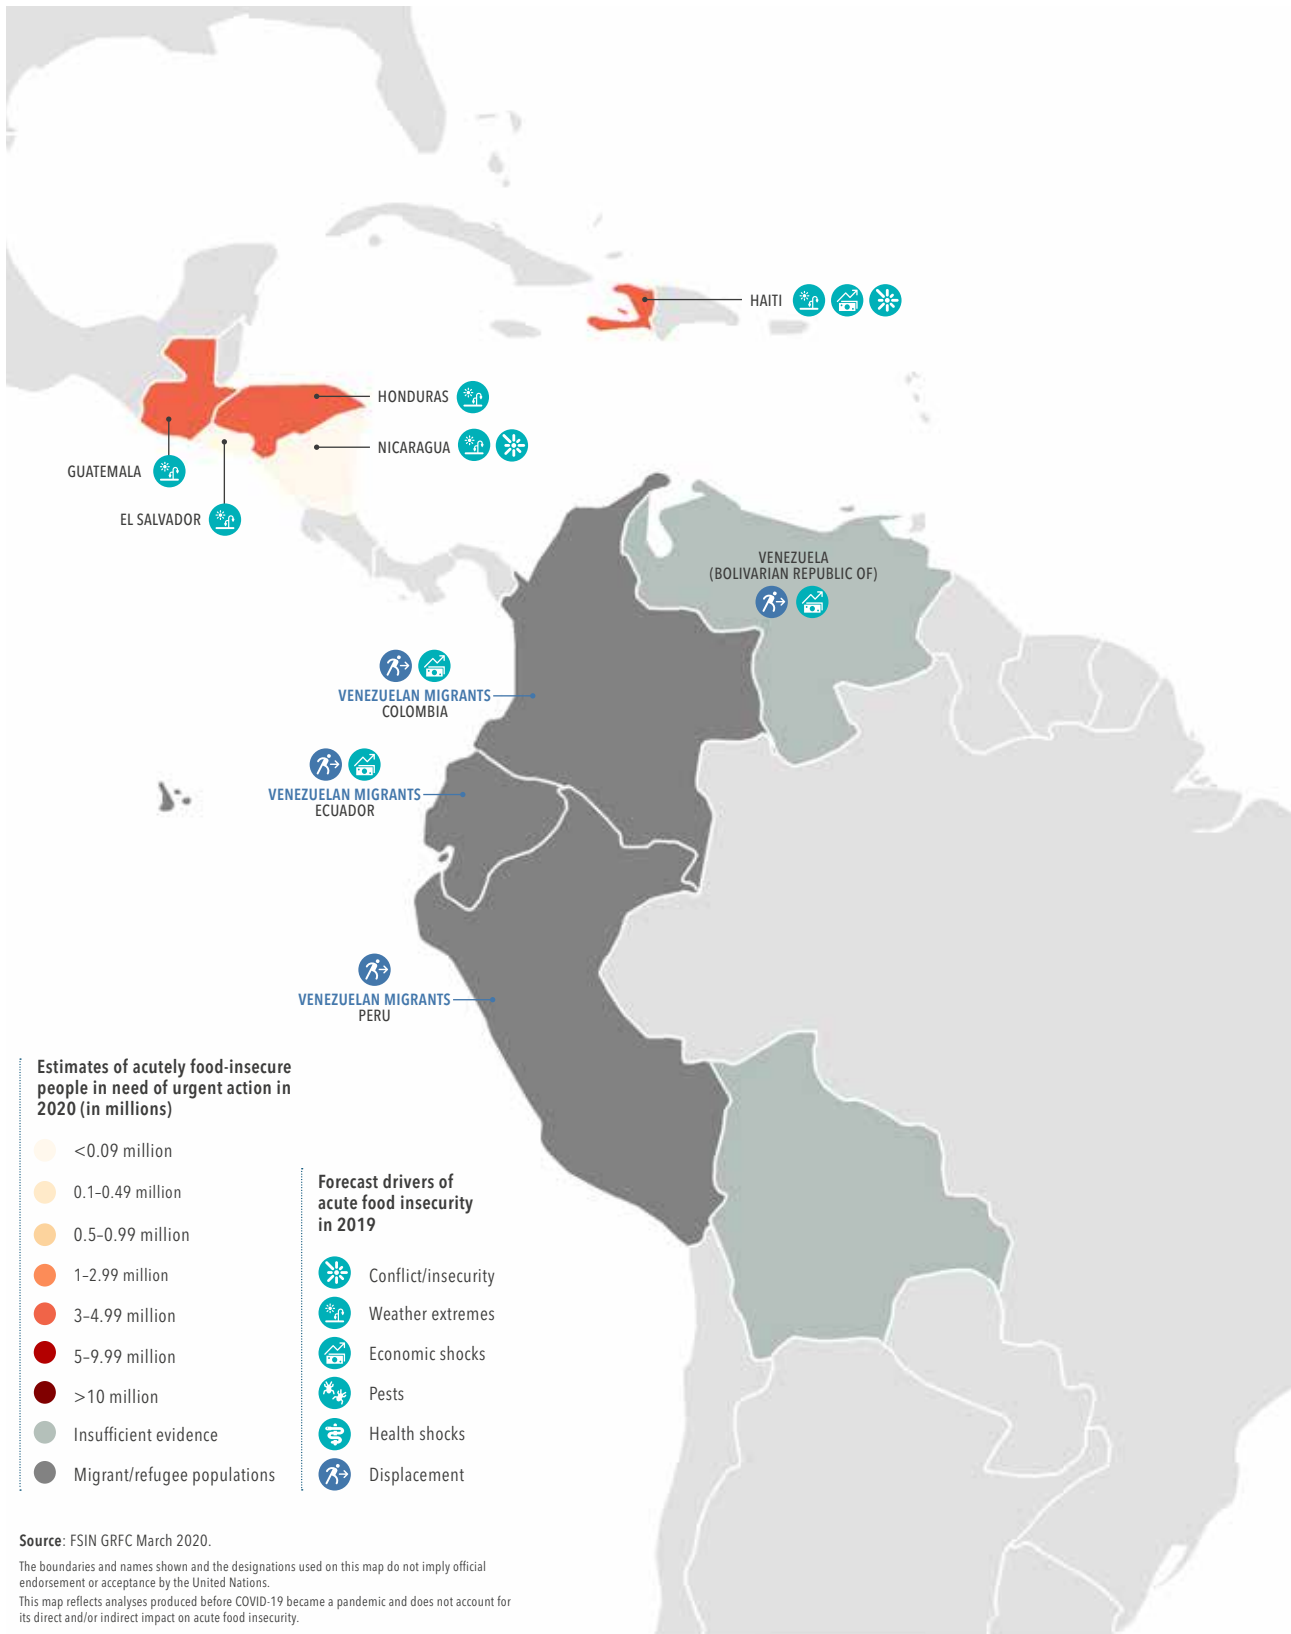 HAITI
HONDURAS
NICARAGUA
GUATEMALA
EL SALVADOR
VENEZUELA
(BOLIVARIAN REPUBLIC OF)
VENEZUELAN MIGRANTS
COLOMBIA
VENEZUELAN MIGRANTS
ECUADOR
VENEZUELAN MIGRANTS
PERU
Estimates of acutely food-insecure
people in need of urgent action in
2020 (in millions)
<0.09 million
0.1–0.49 million
0.5–0.99 million
1–2.99 million
3–4.99 million
5–9.99 million
>10 million
Insufficient evidence
Migrant/refugee populations
Forecast drivers of
acute food insecurity
in 2019
Conflict/insecurity
Weather extremes
Economic shocks
Pests
Health shocks
Displacement
Source: FSIN GRFC March 2020.
The boundaries and names shown and the designations used on this map do not imply official
endorsement or acceptance by the United Nations.
This map reflects analyses produced before COVID-19 became a pandemic and does not account for
its direct and/or indirect impact on acute food insecurity.